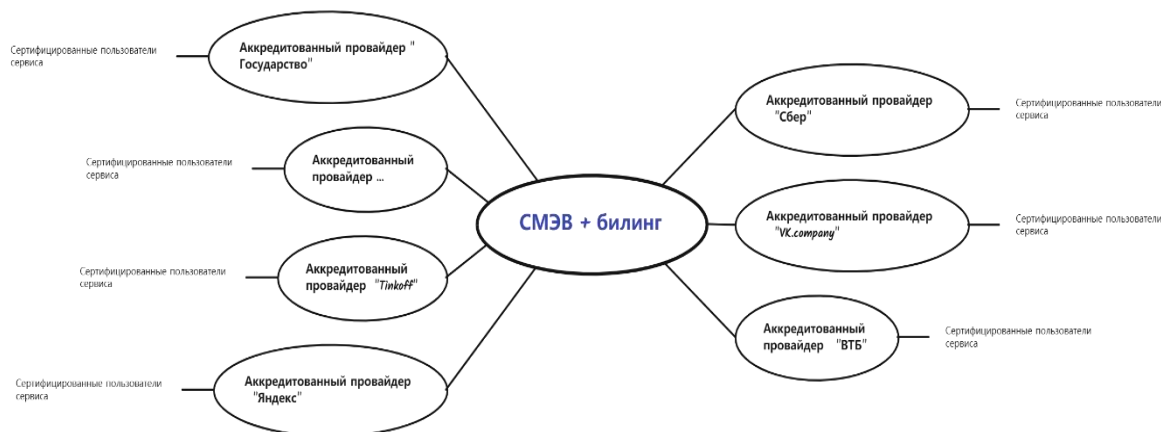 Сертифицированные пользователи
сервиса
Аккредитованный провайдер "
Государство"
Сертифицированные пользователи
сервиса
Аккредитованный
провайдер ...
Сертифицированные пользователи
сервиса
Аккредитованный
провайдер "Tinkoff"
Сертифицированные пользователи
сервиса
Аккредитованный провайдер
"Яндекс"
СМЭВ + билинг
Аккредитованный провайдер
"Сбер"
Сертифицированные пользователи
сервиса
Аккредитованный провайдер
"VK.company"
Сертифицированные пользователи
сервиса
Аккредитованный
провайдер "ВТБ"
Сертифицированные пользователи
сервиса